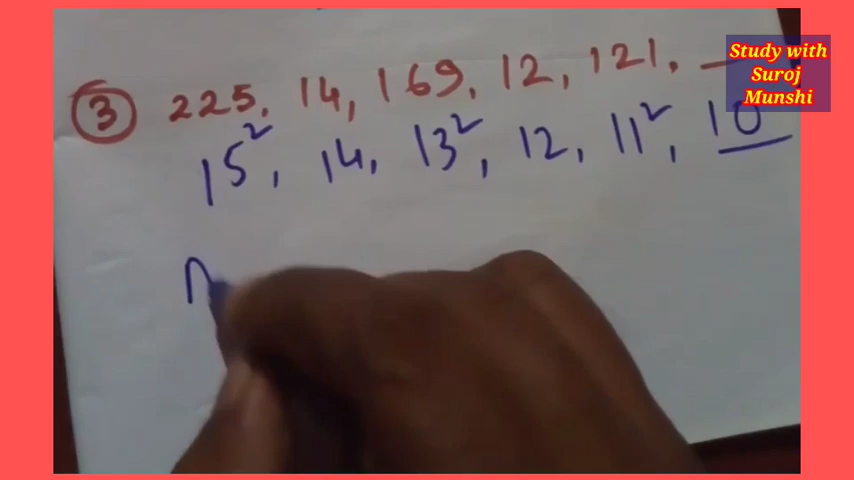 Study with
Suroj
Munshi
③ 225, 14, 169, 12, 121, _
15², 14, 13², 12, 11², 10